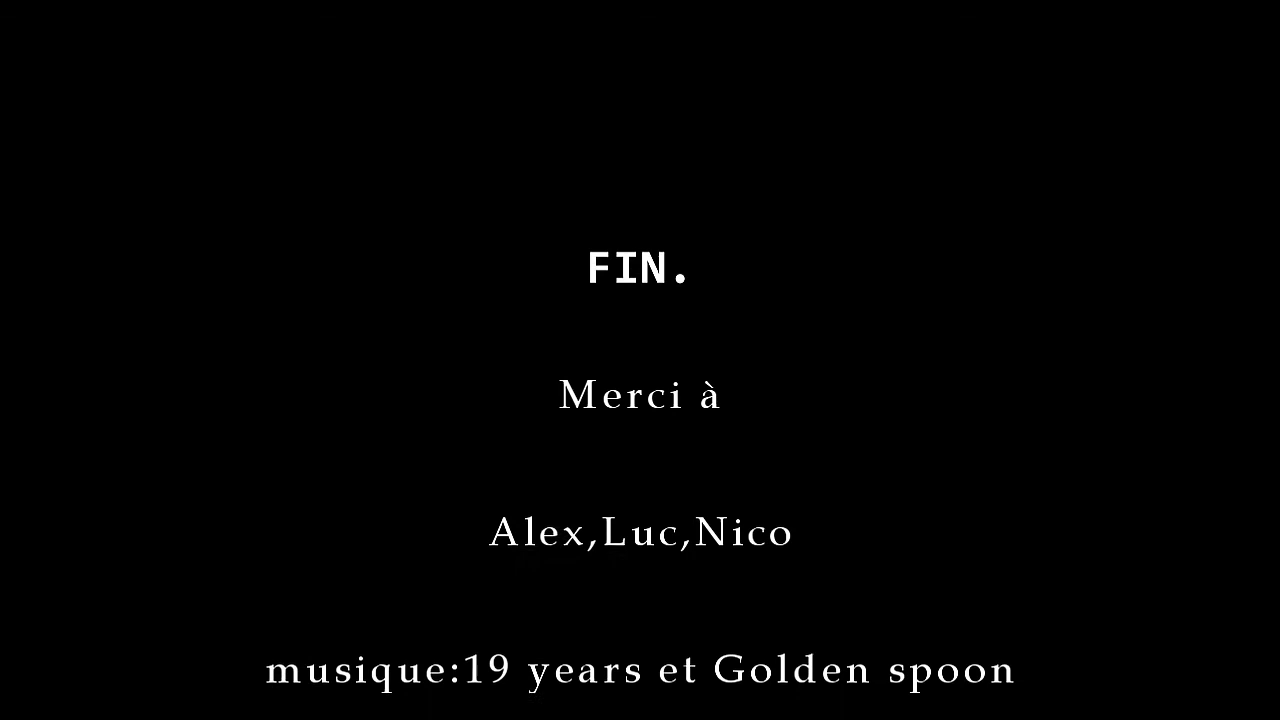 FIN.
Merci à
Alex,Luc,Nico
musique:19 years et Golden spoon